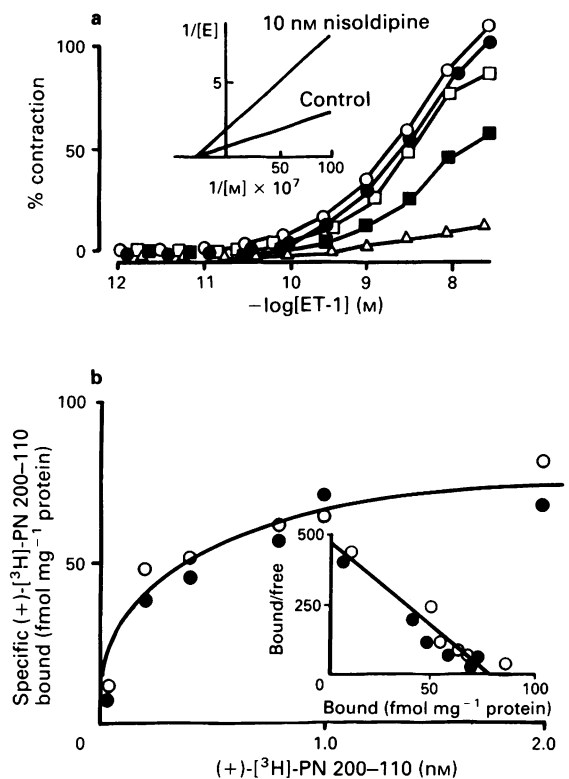 a
1/[E]
10 nM nisoldipine
5
Control
50
100
1/[M] × 10⁷
100
50
0
% contraction
12
11
10
9
8
−log[ET-1] (M)
b
100
50
0
Specific (+)-[³H]-PN 200–110
bound (fmol mg⁻¹ protein)
500
250
0
Bound/free
50
100
Bound (fmol mg⁻¹ protein)
1.0
2.0
(+)-[³H]-PN 200–110 (nM)